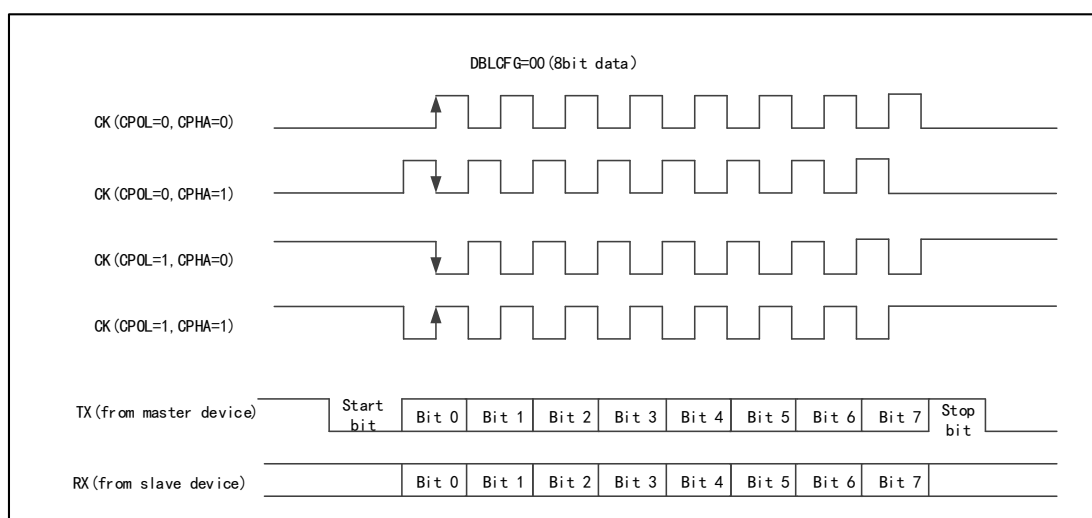 DBLCFG=00(8bit data)
CK(CPOL=0,CPHA=0)
CK(CPOL=0,CPHA=1)
CK(CPOL=1,CPHA=0)
CK(CPOL=1,CPHA=1)
TX(from master device)
Start
bit
Bit 0 Bit 1 Bit 2 Bit 3 Bit 4 Bit 5 Bit 6 Bit 7
Stop
bit
RX(from slave device)
Bit 0 Bit 1 Bit 2 Bit 3 Bit 4 Bit 5 Bit 6 Bit 7